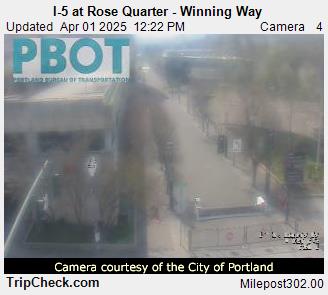 I-5 at Rose Quarter - Winning Way
Updated Apr 01 2025 12:22 PM Camera 4
PBOT
PORTLAND BUREAU OF TRANSPORTATION
Camera courtesy of the City of Portland
TripCheck.com Milepost302.00